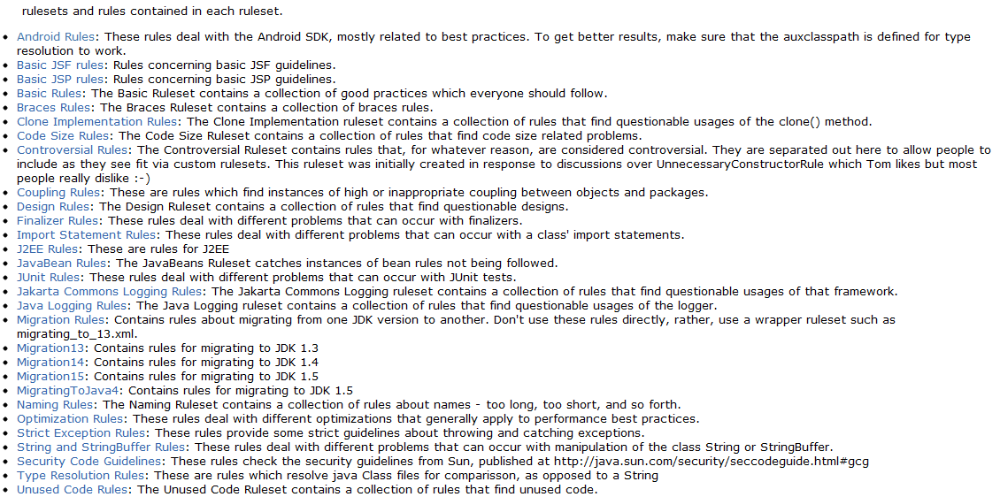 rulesets and rules contained in each ruleset.
Android Rules: These rules deal with the Android SDK, mostly related to best practices. To get better results, make sure that the auxclasspath is defined for type
resolution to work.
Basic JSF rules: Rules concerning basic JSF guidelines.
Basic JSP rules: Rules concerning basic JSP guidelines.
Basic Rules: The Basic Ruleset contains a collection of good practices which everyone should follow.
Braces Rules: The Braces Ruleset contains a collection of braces rules.
Clone Implementation Rules: The Clone Implementation ruleset contains a collection of rules that find questionable usages of the clone() method.
Code Size Rules: The Code Size Ruleset contains a collection of rules that find code size related problems.
Controversial Rules: The Controversial Ruleset contains rules that, for whatever reason, are considered controversial. They are separated out here to allow people to
include as they see fit via custom rulesets. This ruleset was initially created in response to discussions over UnnecessaryConstructorRule which Tom likes but most
people really dislike :-)
Coupling Rules: These are rules which find instances of high or inappropriate coupling between objects and packages.
Design Rules: The Design Ruleset contains a collection of rules that find questionable designs.
Finalizer Rules: These rules deal with different problems that can occur with finalizers.
Import Statement Rules: These rules deal with different problems that can occur with a class' import statements.
J2EE Rules: These are rules for J2EE
JavaBean Rules: The JavaBeans Ruleset catches instances of bean rules not being followed.
JUnit Rules: These rules deal with different problems that can occur with JUnit tests.
Jakarta Commons Logging Rules: The Jakarta Commons Logging ruleset contains a collection of rules that find questionable usages of that framework.
Java Logging Rules: The Java Logging ruleset contains a collection of rules that find questionable usages of the logger.
Migration Rules: Contains rules about migrating from one JDK version to another. Don't use these rules directly, rather, use a wrapper ruleset such as
migrating_to_13.xml.
Migration13: Contains rules for migrating to JDK 1.3
Migration14: Contains rules for migrating to JDK 1.4
Migration15: Contains rules for migrating to JDK 1.5
MigratingToJava4: Contains rules for migrating to JDK 1.5
Naming Rules: The Naming Ruleset contains a collection of rules about names - too long, too short, and so forth.
Optimization Rules: These rules deal with different optimizations that generally apply to performance best practices.
Strict Exception Rules: These rules provide some strict guidelines about throwing and catching exceptions.
String and StringBuffer Rules: These rules deal with different problems that can occur with manipulation of the class String or StringBuffer.
Security Code Guidelines: These rules check the security guidelines from Sun, published at http://java.sun.com/security/seccodeguide.html#gcg
Type Resolution Rules: These are rules which resolve java Class files for comparisson, as opposed to a String
Unused Code Rules: The Unused Code Ruleset contains a collection of rules that find unused code.